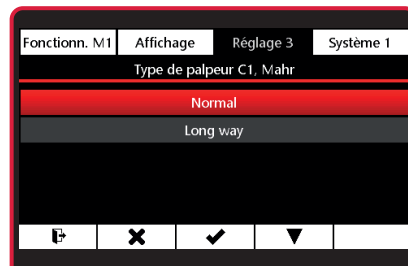 Fonctionn. M1 Affichage Réglage 3 Système 1
Type de palpeur C1, Mahr
Normal
Long way